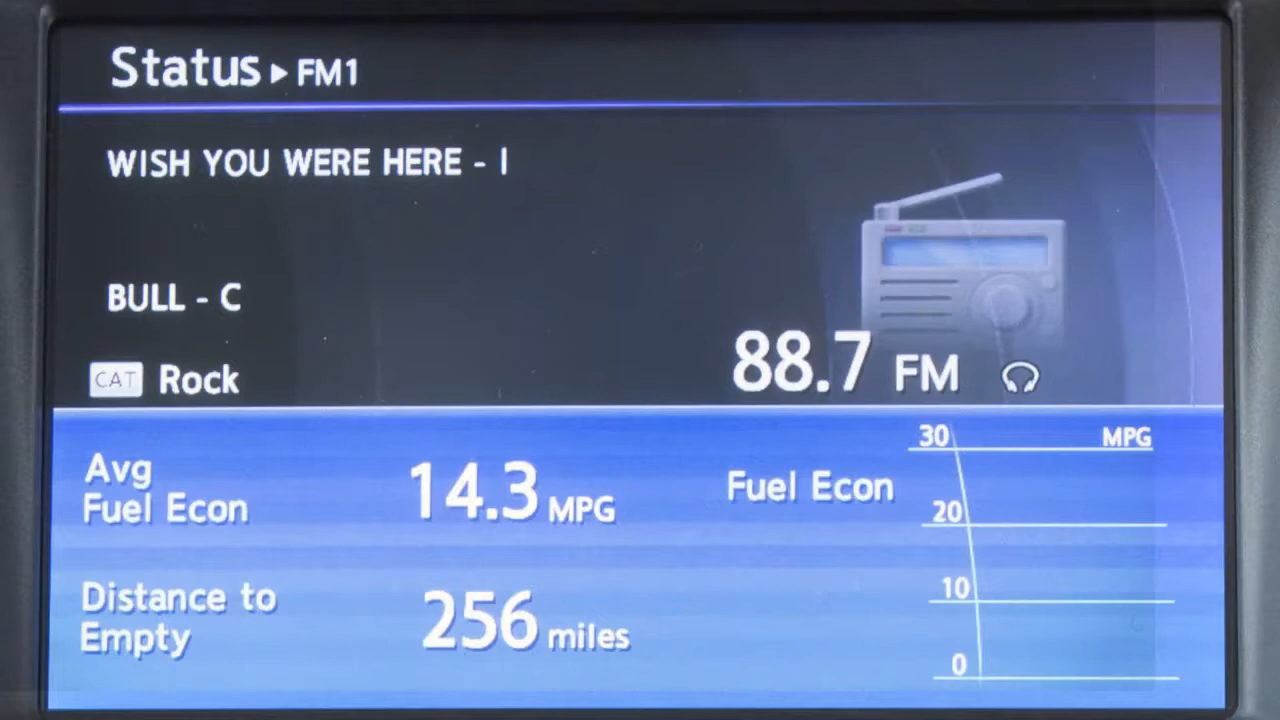 Status ▸ FM1
WISH YOU WERE HERE - I
BULL - C
CAT Rock
88.7 FM
Avg
Fuel Econ
14.3 MPG
Distance to
Empty
256 miles
Fuel Econ
30 MPG
20
10
0